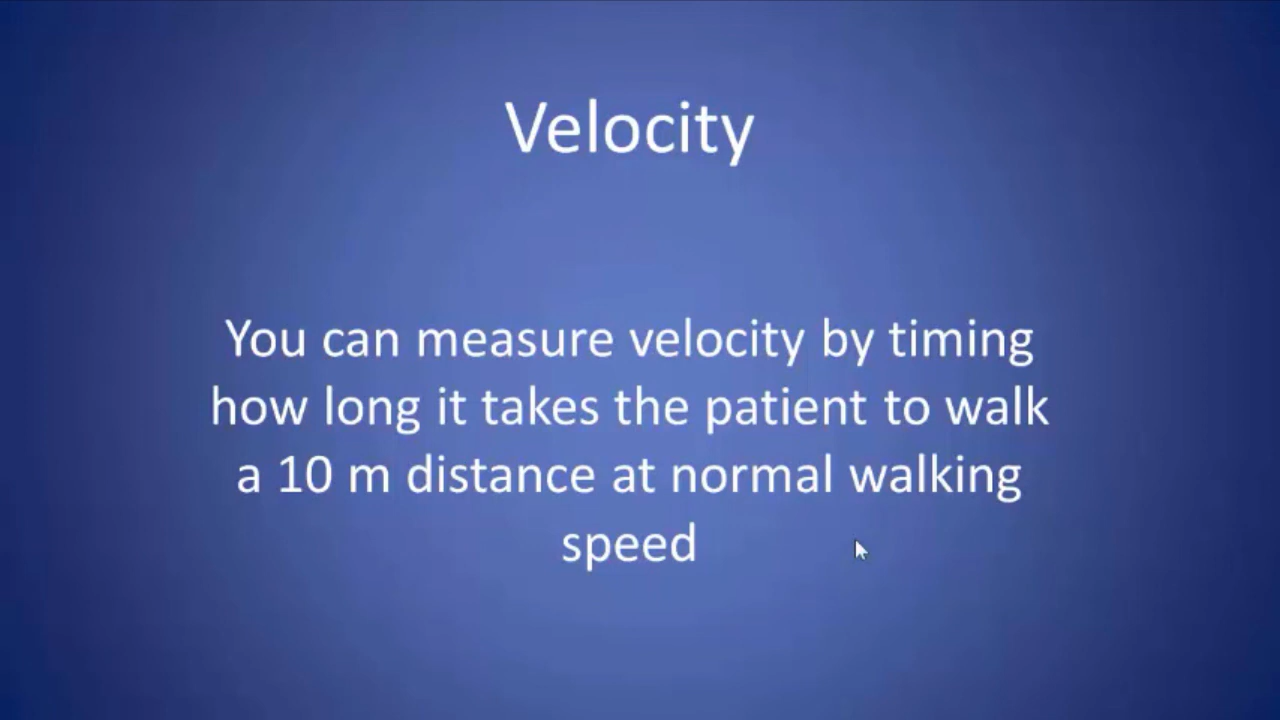 Velocity
You can measure velocity by timing
how long it takes the patient to walk
a 10 m distance at normal walking
speed